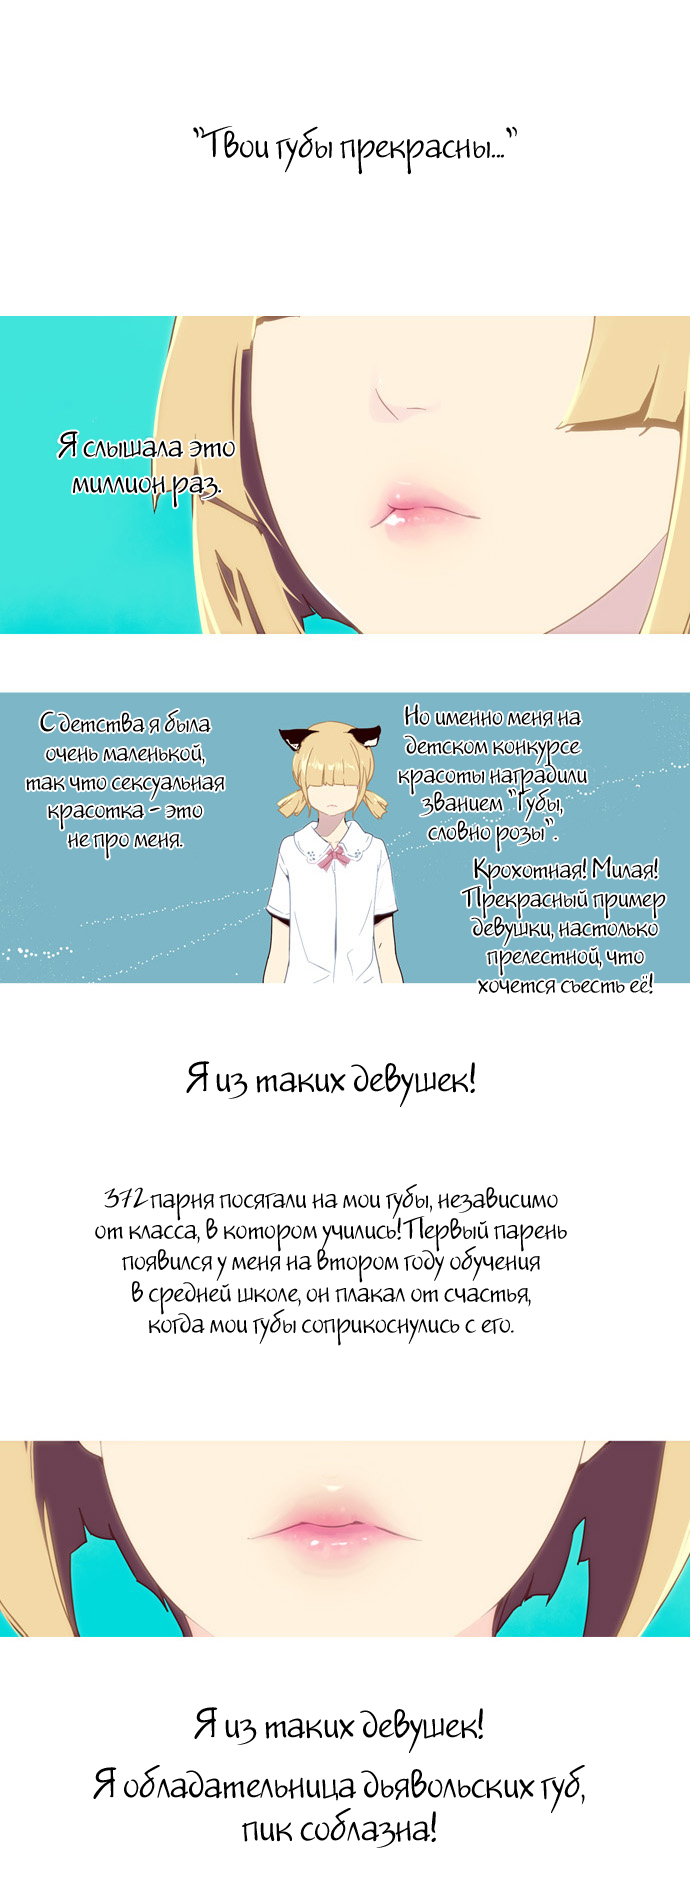 "Твои губы прекрасны..."
Я слышала это
миллион раз.
С детства я была
очень маленькой,
так что сексуальная
красотка – это
не про меня.
Но именно меня на
детском конкурсе
красоты наградили
званием "Губы,
словно розы".
Крохотная! Милая!
Прекрасный пример
девушки, настолько
прелестной, что
хочется съесть её!
Я из таких девушек!
372 парня посягали на мои губы, независимо
от класса, в котором учились! Первый парень
появился у меня на втором году обучения
в средней школе, он плакал от счастья,
когда мои губы соприкоснулись с его.
Я из таких девушек!
Я обладательница дьявольских губ,
пик соблазна!